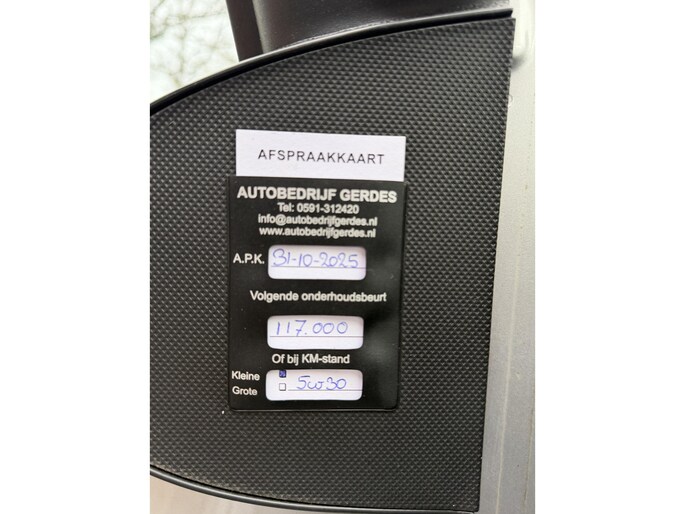 AFSPRAAKKAART
AUTOBEDRIJF GERDES
Tel: 0591-312420
info@autobedrijfgerdes.nl
www.autobedrijfgerdes.nl
A.P.K. 31-10-2025
Volgende onderhoudsbeurt
117.000
Of bij KM-stand
Kleine
Grote 5w30